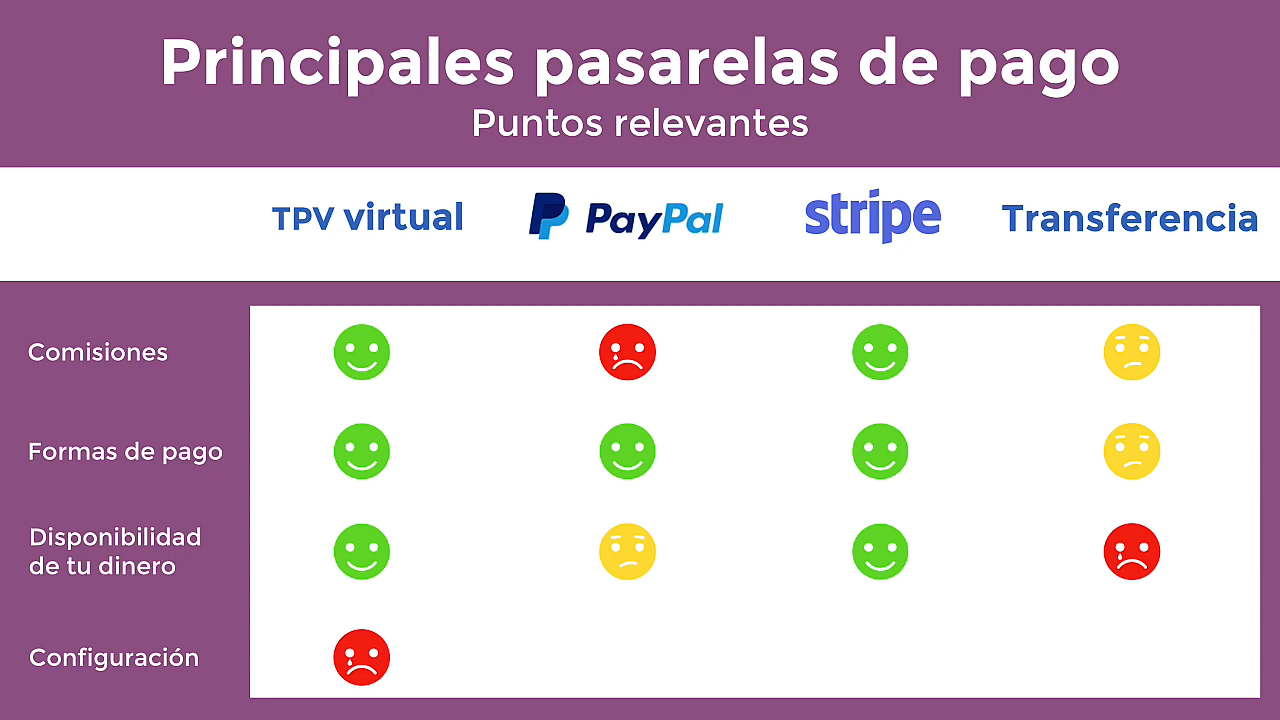 Principales pasarelas de pago
Puntos relevantes
TPV virtual
PayPal
stripe
Transferencia
Comisiones
Formas de pago
Disponibilidad
de tu dinero
Configuración